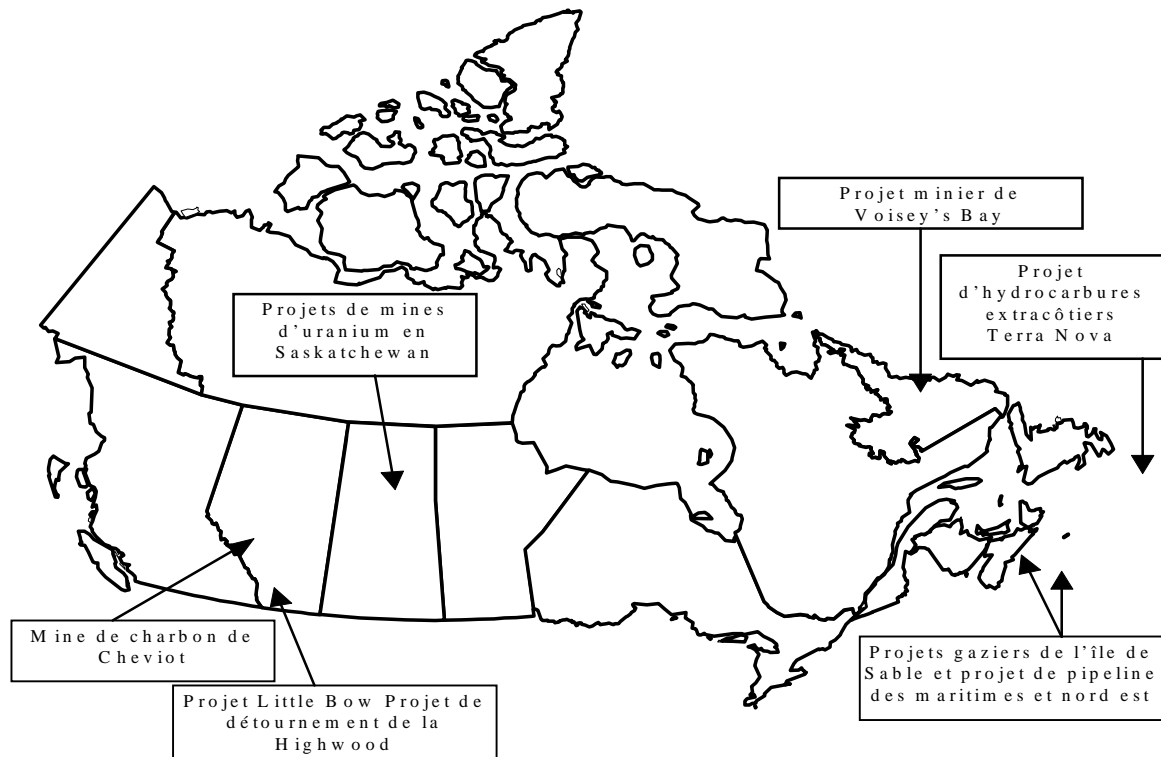 Projet minier de
Voisey's Bay
Projet
d'hydrocarbures
extracôtiers
Terra Nova
Projets de mines
d'uranium en
Saskatchewan
Mine de charbon de
Cheviot
Projet Little Bow Projet de
détournement de la
Highwood
Projets gaziers de l'île de
Sable et projet de pipeline
des maritimes et nord est